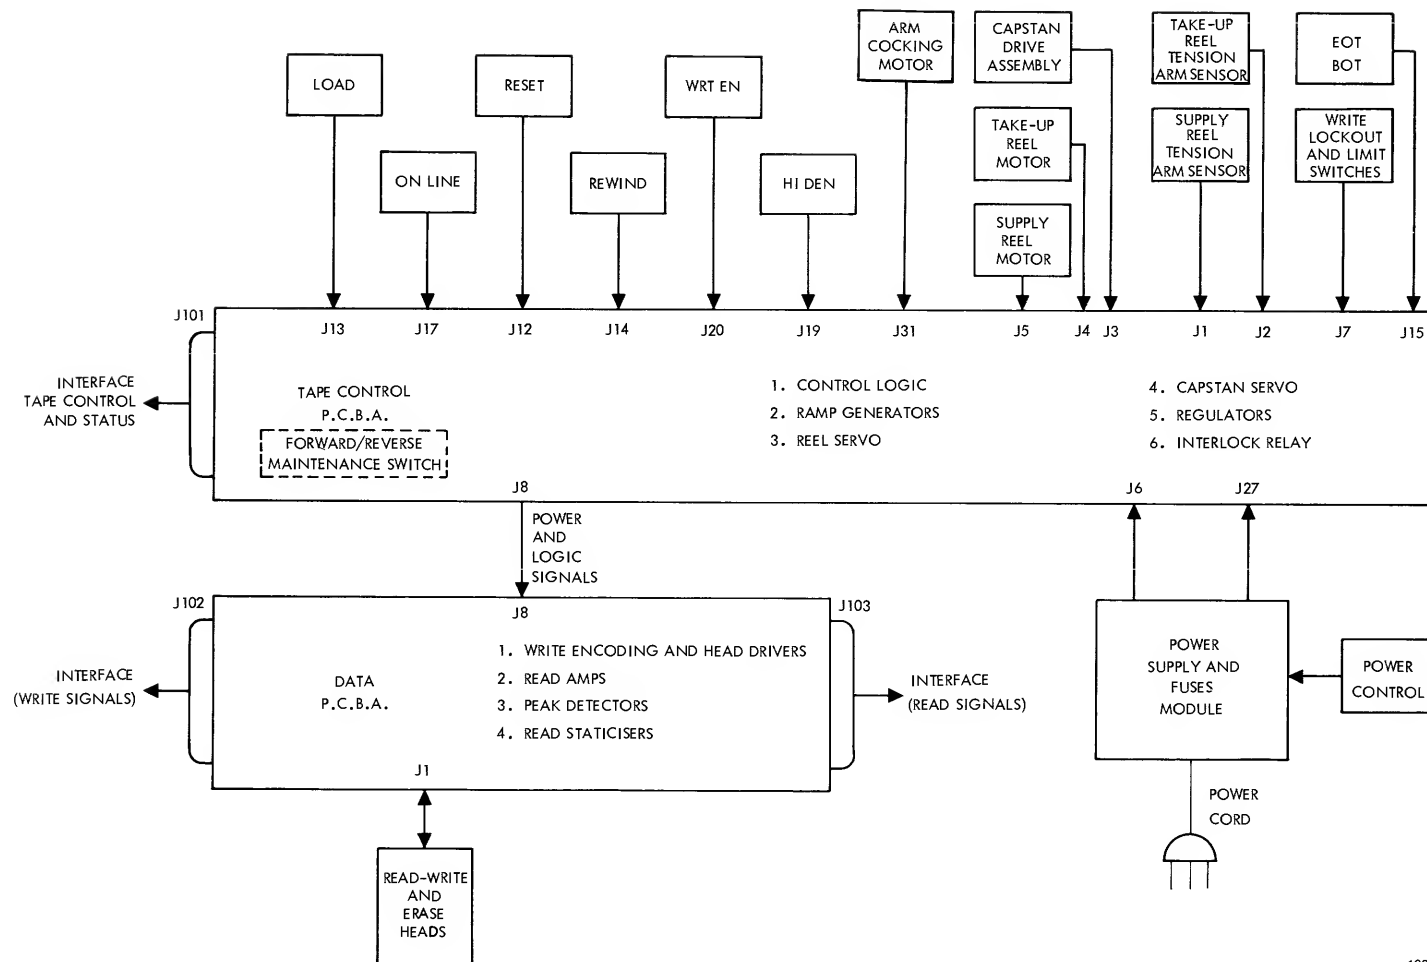 ARM
COCKING
MOTOR
CAPSTAN
DRIVE
ASSEMBLY
TAKE-UP
REEL
TENSION
ARM SENSOR
EOT
BOT
LOAD
RESET
WRT EN
TAKE-UP
REEL
MOTOR
SUPPLY
REEL
TENSION
ARM SENSOR
WRITE
LOCKOUT
AND LIMIT
SWITCHES
ON LINE
REWIND
HI DEN
SUPPLY
REEL
MOTOR
J101
J13
J17
J12
J14
J20
J19
J31
J5
J4
J3
J1
J2
J7
J15
INTERFACE
TAPE CONTROL
AND STATUS
TAPE CONTROL
P.C.B.A.
FORWARD/REVERSE
MAINTENANCE SWITCH
1. CONTROL LOGIC
2. RAMP GENERATORS
3. REEL SERVO
4. CAPSTAN SERVO
5. REGULATORS
6. INTERLOCK RELAY
J8
J6
J27
POWER
AND
LOGIC
SIGNALS
J102
J8
J103
INTERFACE
(WRITE SIGNALS)
DATA
P.C.B.A.
1. WRITE ENCODING AND HEAD DRIVERS
2. READ AMPS
3. PEAK DETECTORS
4. READ STATICISERS
INTERFACE
(READ SIGNALS)
POWER
SUPPLY AND
FUSES
MODULE
POWER
CONTROL
J1
POWER
CORD
READ-WRITE
AND
ERASE
HEADS